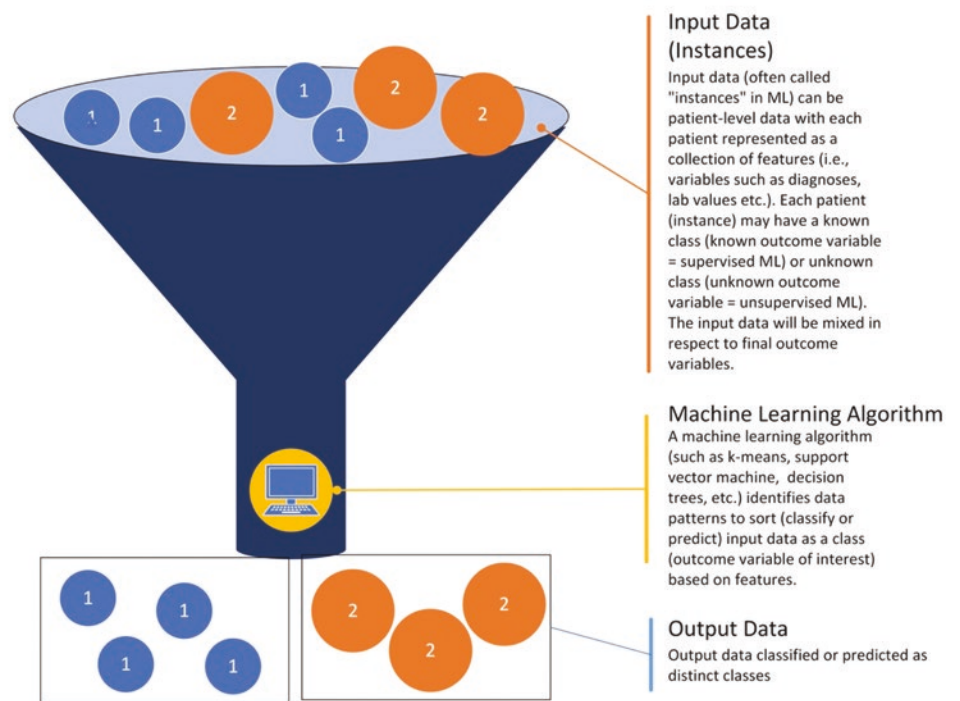 1
1
2
1
1
2
2
Input Data
(Instances)
Input data (often called
"instances" in ML) can be
patient-level data with each
patient represented as a
collection of features (i.e.,
variables such as diagnoses,
lab values etc.). Each patient
(instance) may have a known
class (known outcome variable
= supervised ML) or unknown
class (unknown outcome
variable = unsupervised ML).
The input data will be mixed in
respect to final outcome
variables.
Machine Learning Algorithm
A machine learning algorithm
(such as k-means, support
vector machine, decision
trees, etc.) identifies data
patterns to sort (classify or
predict) input data as a class
(outcome variable of interest)
based on features.
1
1
1
1
2
2
2
Output Data
Output data classified or predicted as
distinct classes